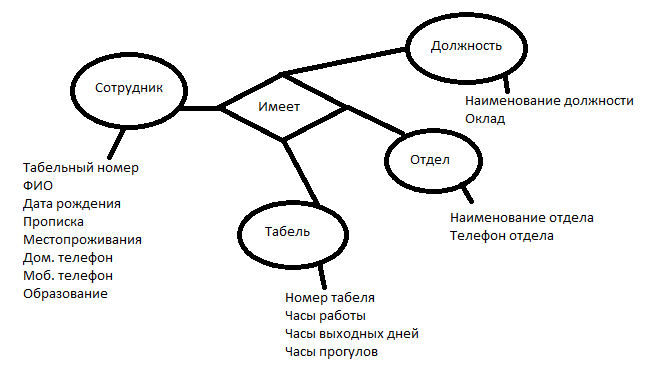 Должность
Сотрудник
Имеет
Наименование должности
Оклад
Отдел
Табельный номер
ФИО
Дата рождения
Прописка
Местопроживания
Дом. телефон
Моб. телефон
Образование
Наименование отдела
Телефон отдела
Табель
Номер табеля
Часы работы
Часы выходных дней
Часы прогулов